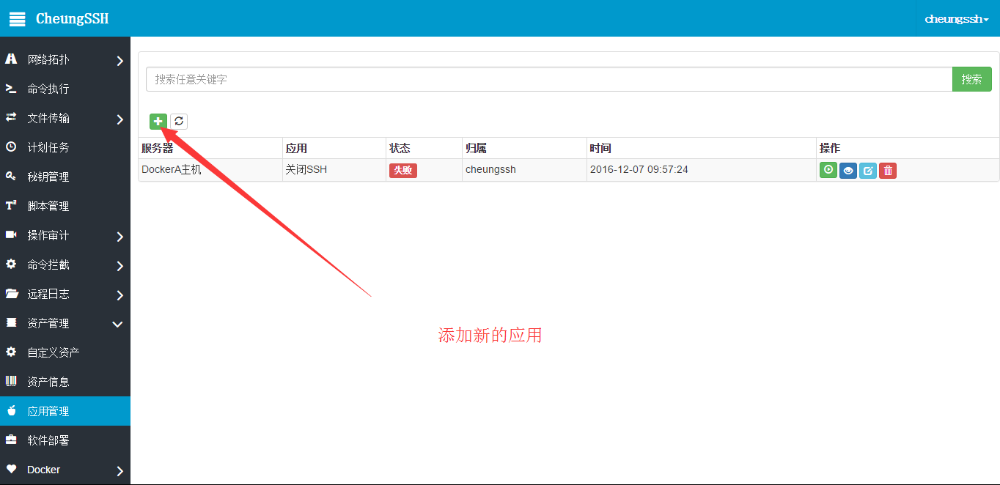 CheungSSH
cheungssh
网络拓扑
命令执行
文件传输
计划任务
秘钥管理
脚本管理
操作审计
命令拦截
远程日志
资产管理
自定义资产
资产信息
应用管理
软件部署
Docker
搜索任意关键字
搜索
服务器 应用 状态 归属 时间 操作
DockerA主机 关闭SSH 失败 cheungssh 2016-12-07 09:57:24
添加新的应用